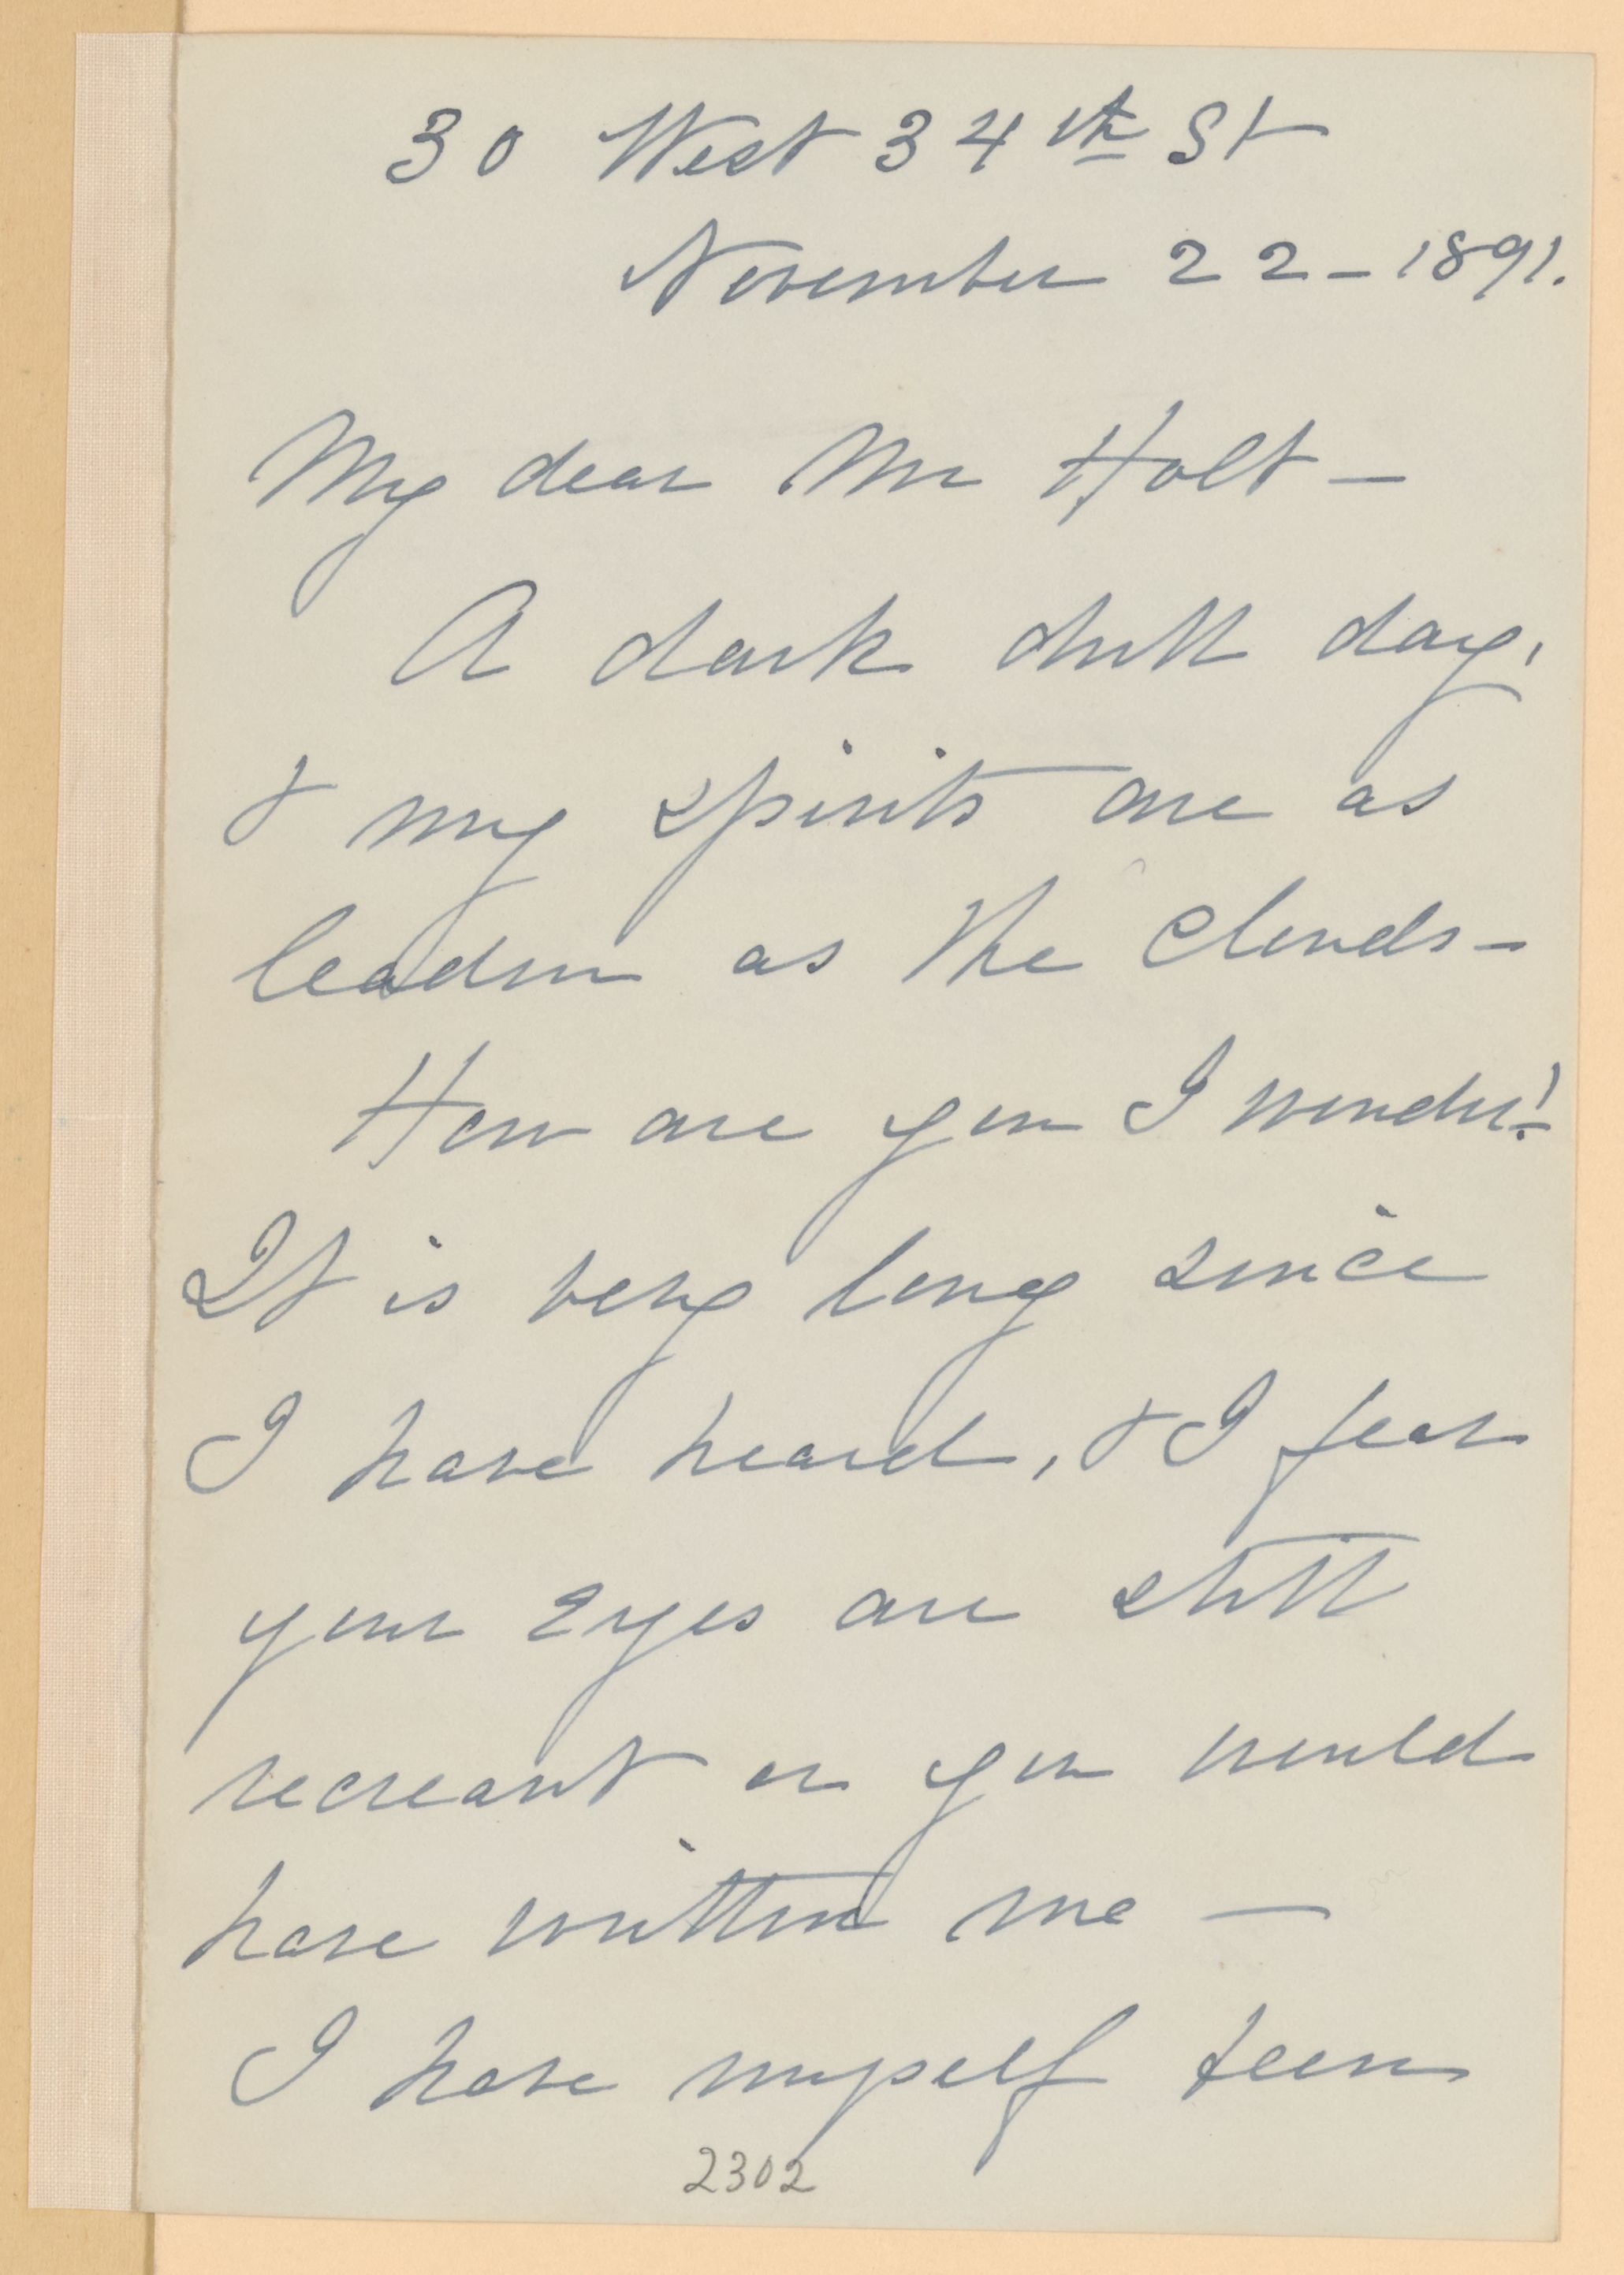 30 West 34th St
November 22 - 1891.
My dear Mr Holt -
A dark dull day,
& my spirits are as
leaden as the clouds -
How are you I wonder! -
It is very long since
I have heard, & I fear
your eyes are still
recreant or you would
have written me -
I have myself been
2302